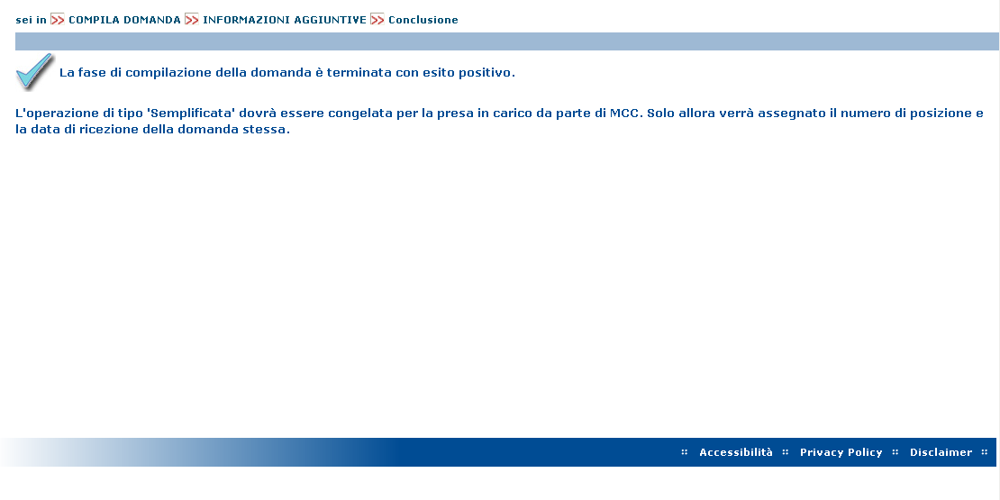 sei in >> COMPILA DOMANDA >> INFORMAZIONI AGGIUNTIVE >> Conclusione
La fase di compilazione della domanda è terminata con esito positivo.
L'operazione di tipo 'Semplificata' dovrà essere congelata per la presa in carico da parte di MCC. Solo allora verrà assegnato il numero di posizione e
la data di ricezione della domanda stessa.
:: Accessibilità :: Privacy Policy :: Disclaimer ::